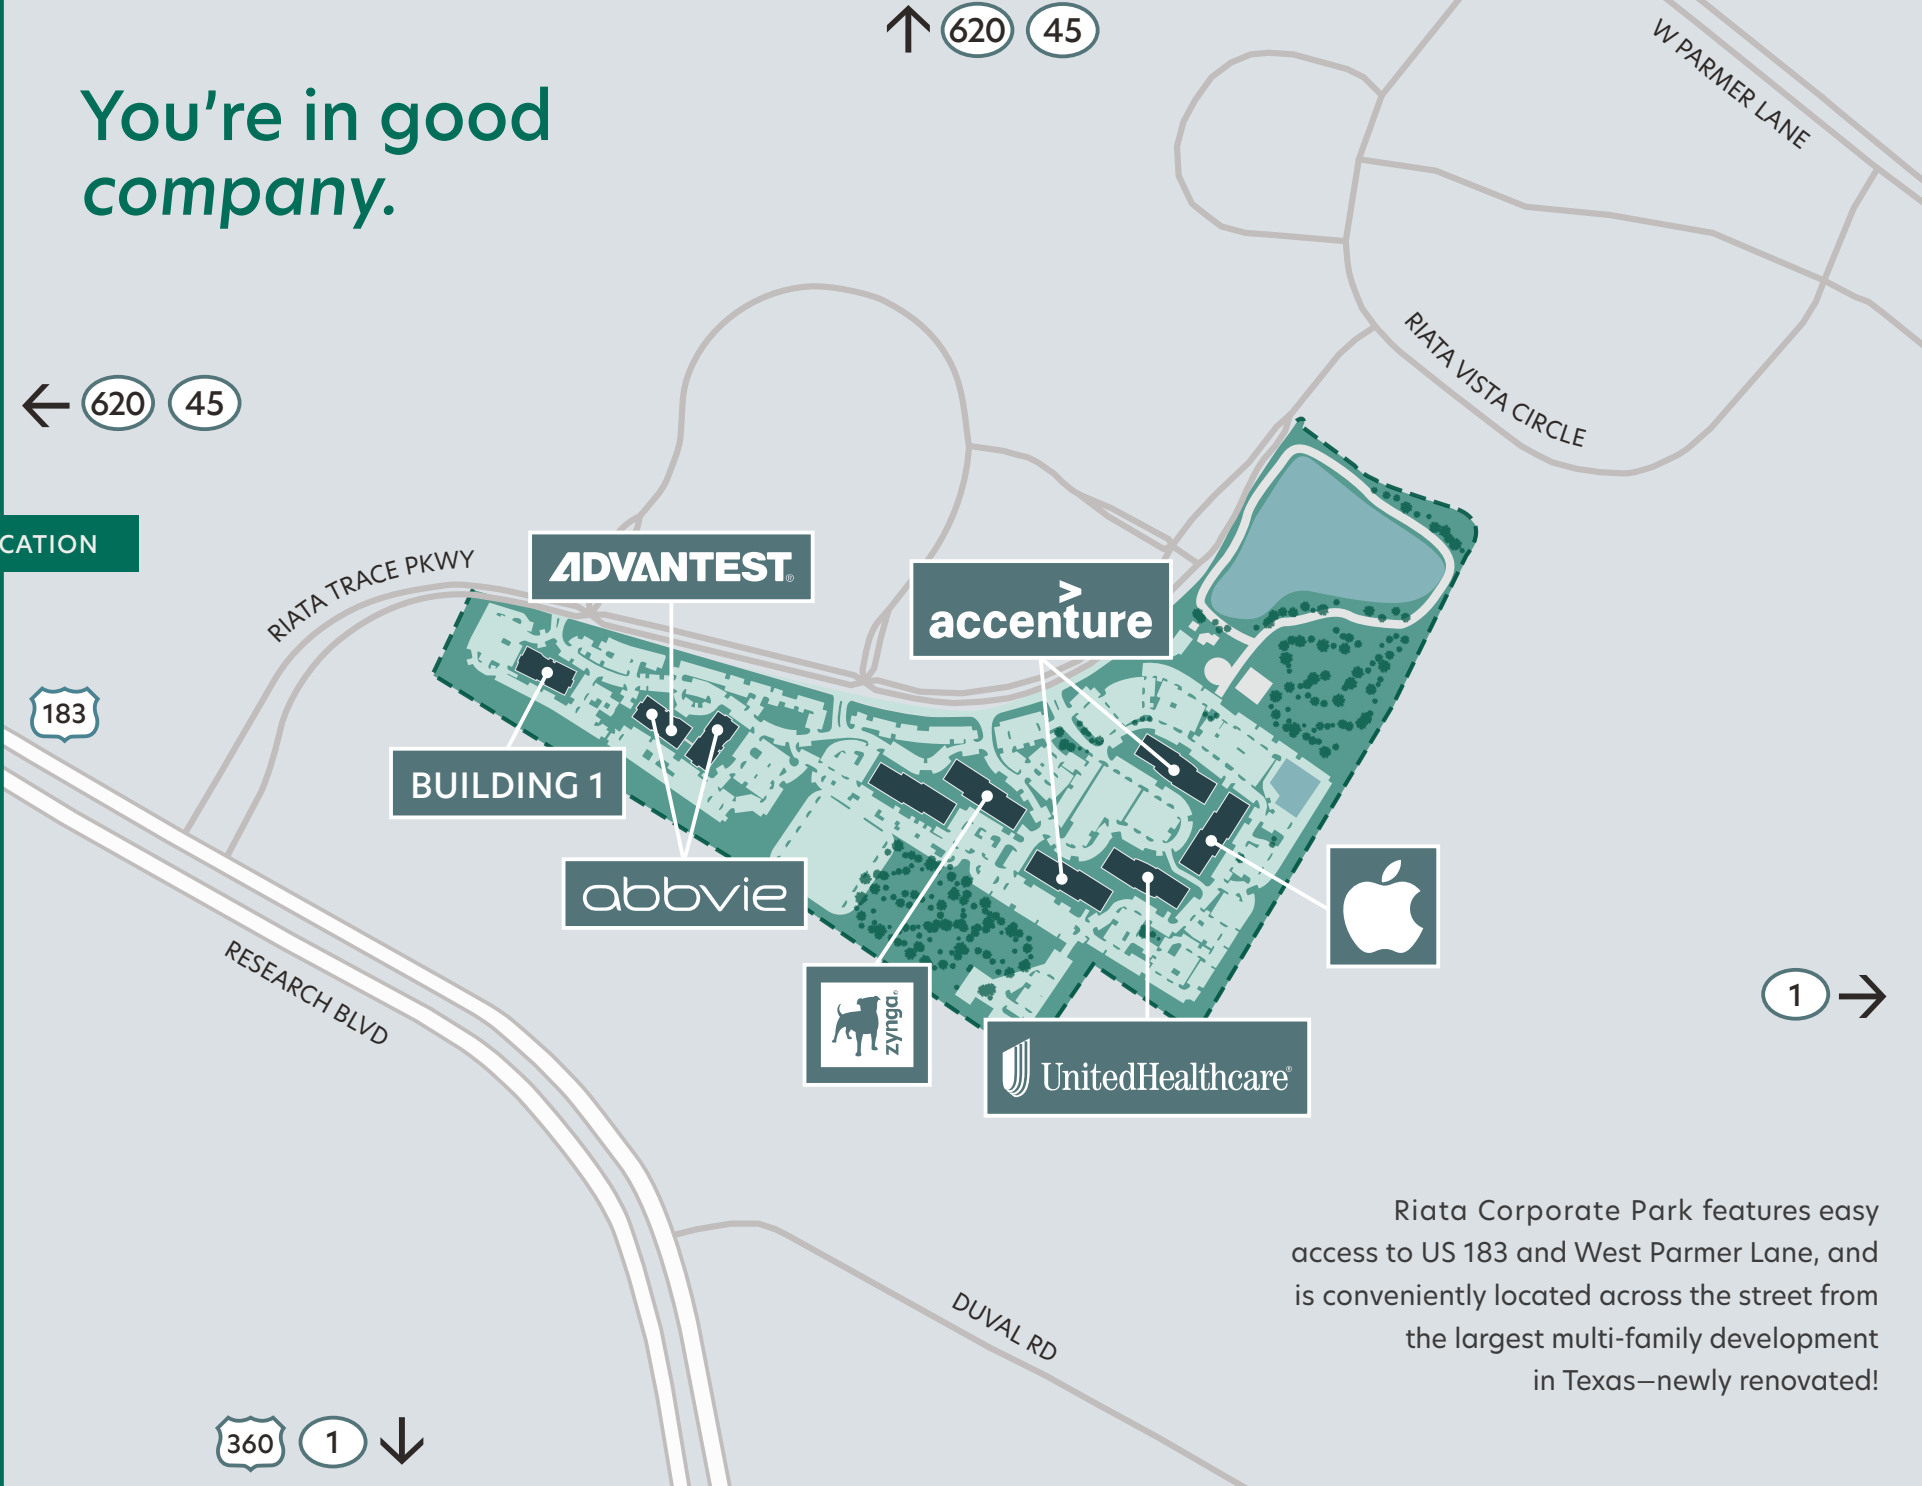 620 45
W PARMER LANE
You're in good
company.
RIATA VISTA CIRCLE
620 45
CATION
RIATA TRACE PKWY
ADVANTEST®
accenture
183
BUILDING 1
abbvie
RESEARCH BLVD
zynga®
UnitedHealthcare®
1
Riata Corporate Park features easy
access to US 183 and West Parmer Lane, and
is conveniently located across the street from
the largest multi-family development
in Texas—newly renovated!
DUVAL RD
360 1